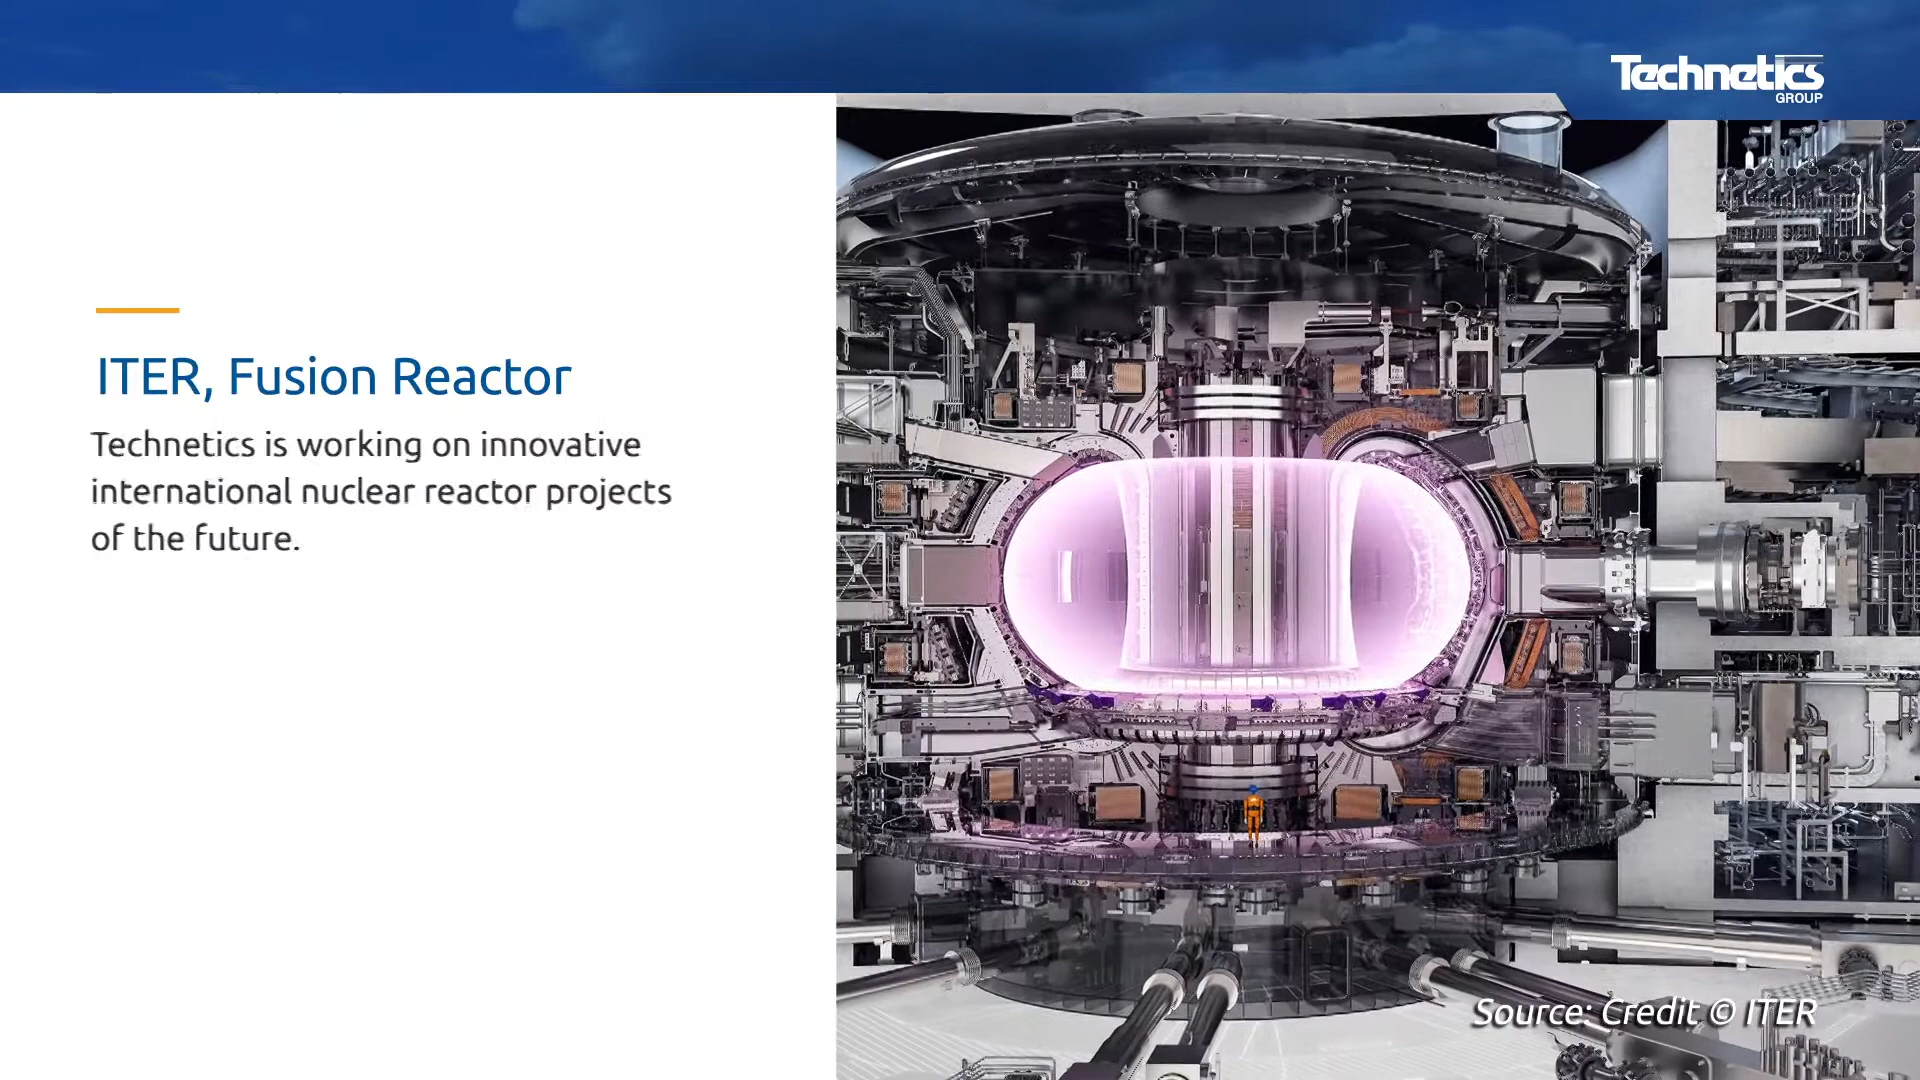 Technetics
GROUP
ITER, Fusion Reactor
Technetics is working on innovative
international nuclear reactor projects
of the future.
Source: Credit © ITER